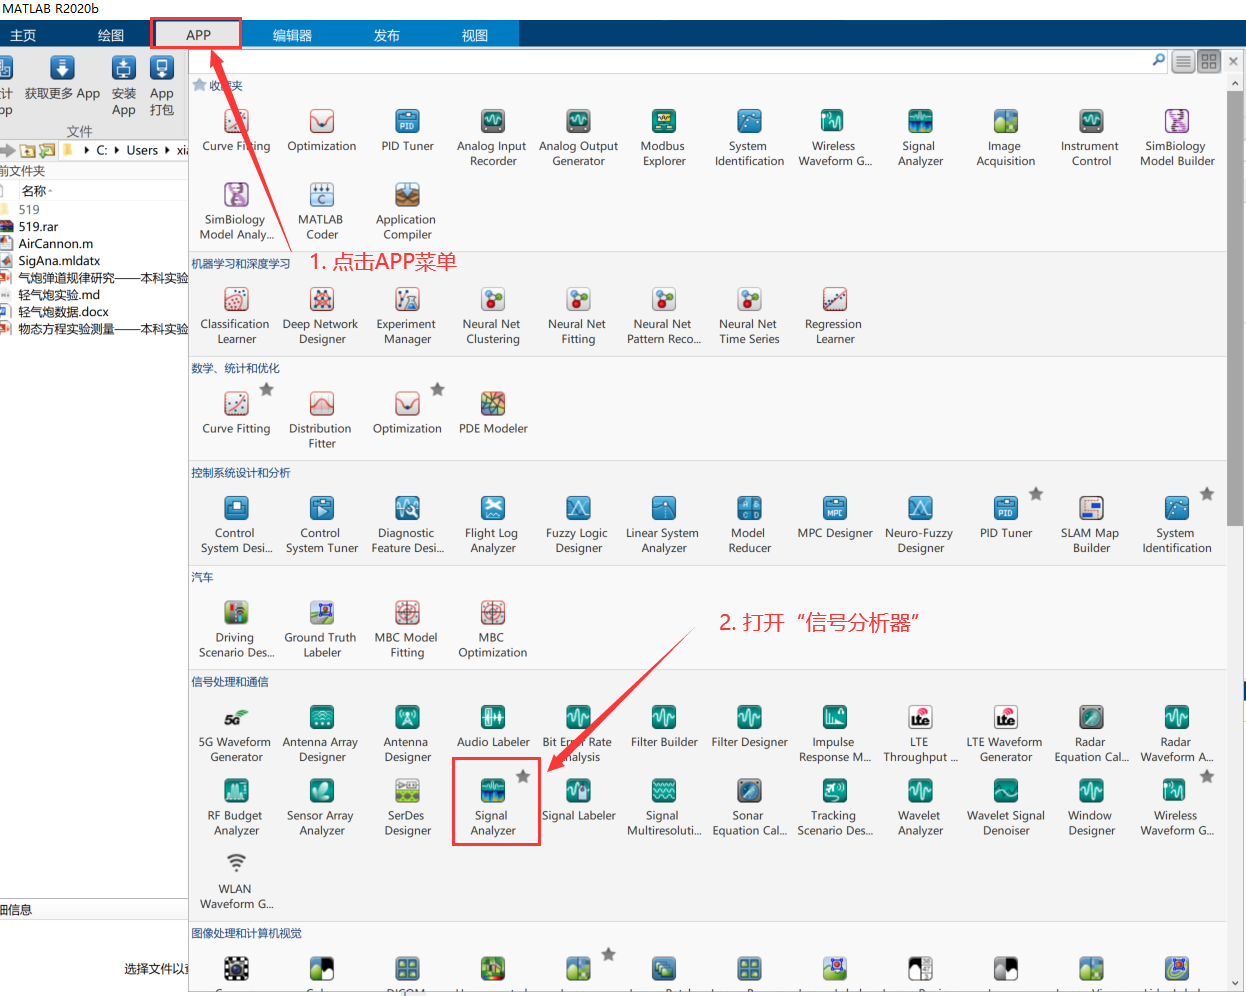 MATLAB R2020b
主页 绘图 APP 编辑器 发布 视图
获取更多 App 安装 App App 打包
文件
C: Users
收藏夹
Curve Fitting Optimization PID Tuner Analog Input Recorder Analog Output Generator Modbus Explorer System Identification Wireless Waveform G... Signal Analyzer Image Acquisition Instrument Control SimBiology Model Builder
SimBiology Model Analy... MATLAB Coder Application Compiler
1. 点击APP菜单
机器学习和深度学习
Classification Learner Deep Network Designer Experiment Manager Neural Net Clustering Neural Net Fitting Neural Net Pattern Reco... Neural Net Time Series Regression Learner
数学、统计和优化
Curve Fitting Distribution Fitter Optimization PDE Modeler
控制系统设计和分析
Control System Desi... Control System Tuner Diagnostic Feature Desi... Flight Log Analyzer Fuzzy Logic Designer Linear System Analyzer Model Reducer MPC Designer Neuro-Fuzzy Designer PID Tuner SLAM Map Builder System Identification
汽车
Driving Scenario Des... Ground Truth Labeler MBC Model Fitting MBC Optimization
2. 打开“信号分析器”
信号处理和通信
5G Waveform Generator Antenna Array Designer Antenna Designer Audio Labeler Bit Error Rate Analysis Filter Builder Filter Designer Impulse Response M... LTE Throughput ... LTE Waveform Generator Radar Equation Cal... Radar Waveform A...
RF Budget Analyzer Sensor Array Analyzer SerDes Designer Signal Analyzer Signal Labeler Signal Multiresoluti... Sonar Equation Cal... Tracking Scenario Des... Wavelet Analyzer Wavelet Signal Denoiser Window Designer Wireless Waveform G...
WLAN Waveform G...
图像处理和计算机视觉
前文件夹
名称
519
519.rar
AirCannon.m
SigAna.mldatx
气炮弹道规律研究——本科实验
轻气炮实验.md
轻气炮数据.docx
物态方程实验测量——本科实验
细信息
选择文件以